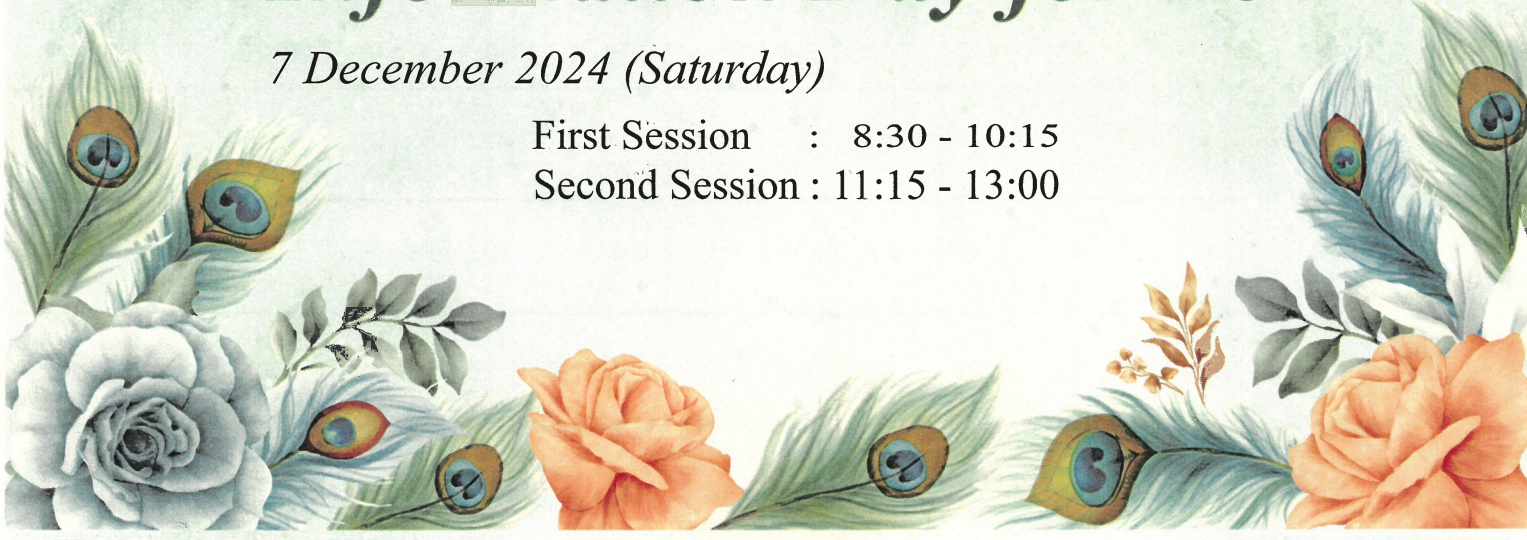 7 December 2024 (Saturday)
First Session : 8:30 - 10:15
Second Session : 11:15 - 13:00